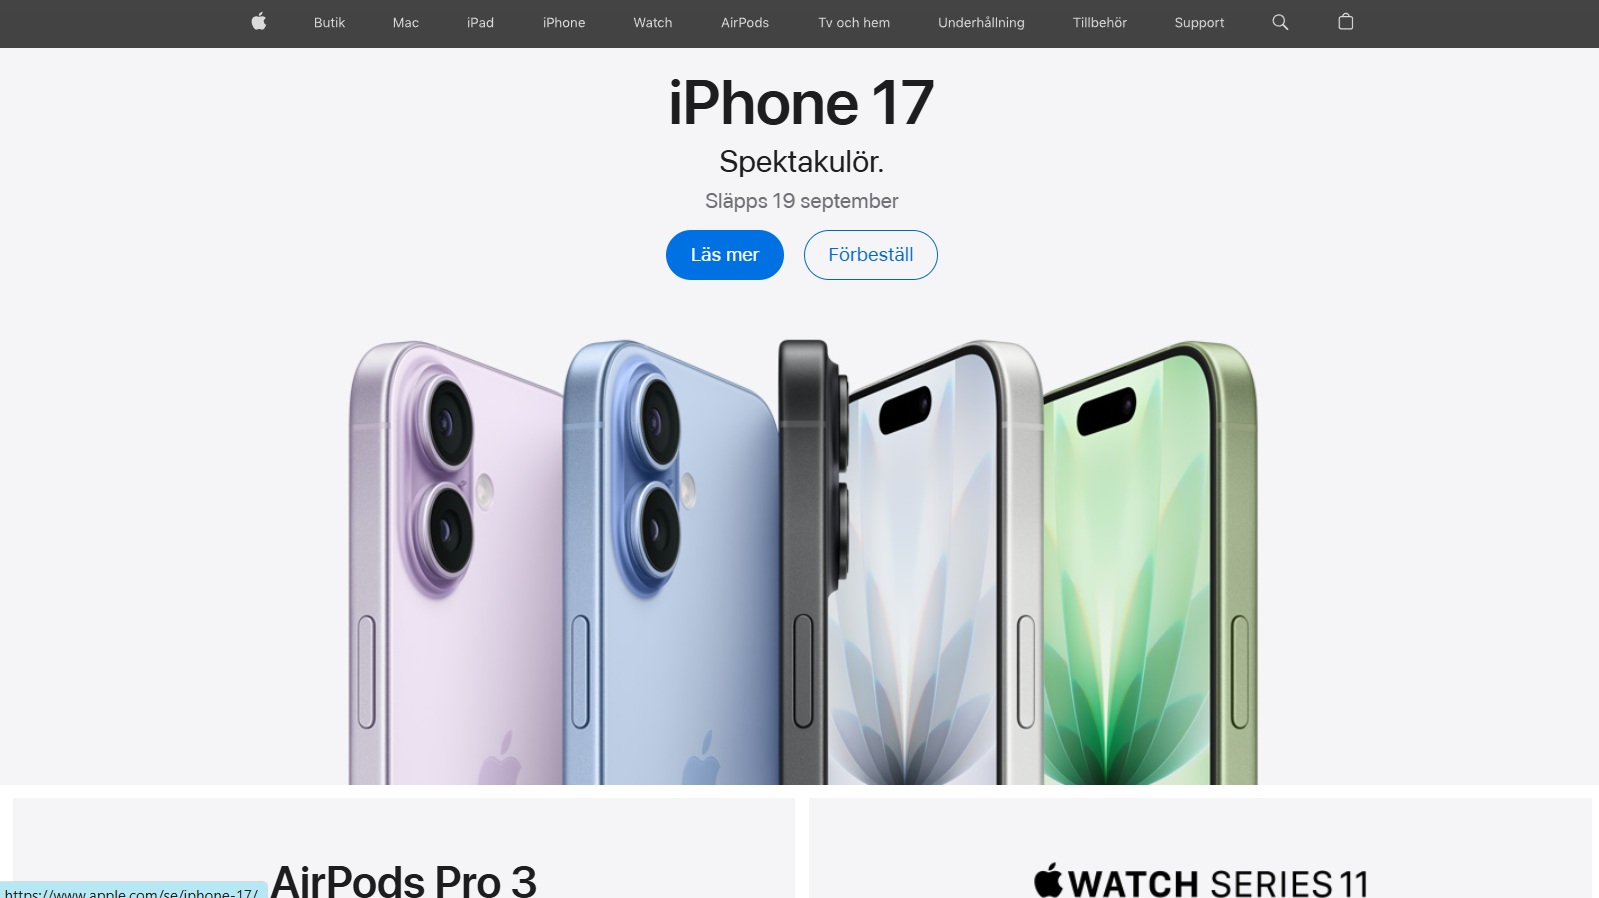 Butik Mac iPad iPhone Watch AirPods Tv och hem Underhållning Tillbehör Support
iPhone 17
Spektakulör.
Släpps 19 september
Läs mer Förbeställ
AirPods Pro 3
WATCH SERIES 11
https://www.apple.com/se/iphone-17/